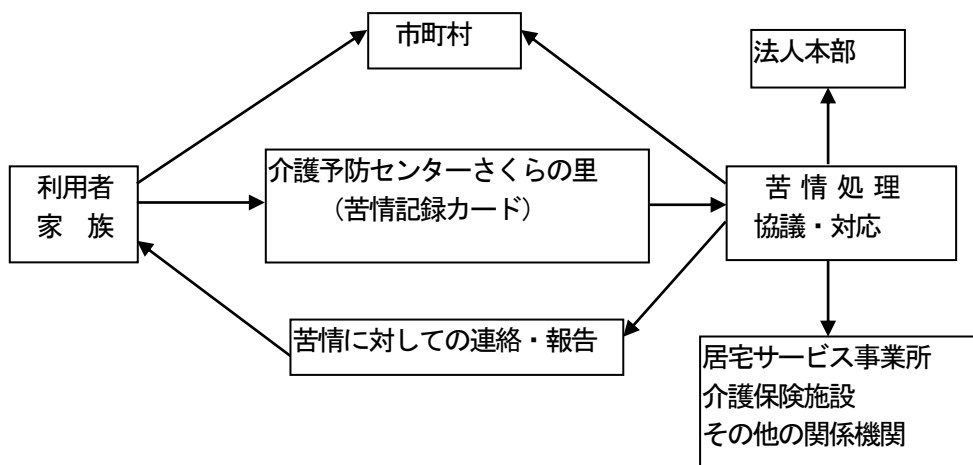 市町村
法人本部
利用者
家　族
介護予防センターさくらの里
（苦情記録カード）
苦 情 処 理
協議・対応
苦情に対しての連絡・報告
居宅サービス事業所
介護保険施設
その他の関係機関